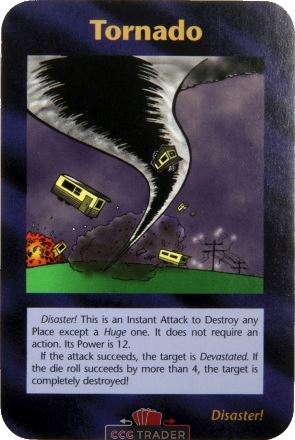 Tornado
Disaster! This is an Instant Attack to Destroy any
Place except a Huge one. It does not require an
action. Its Power is 12.
If the attack succeeds, the target is Devastated. If
the die roll succeeds by more than 4, the target is
completely destroyed!
Disaster!
CCG TRADER